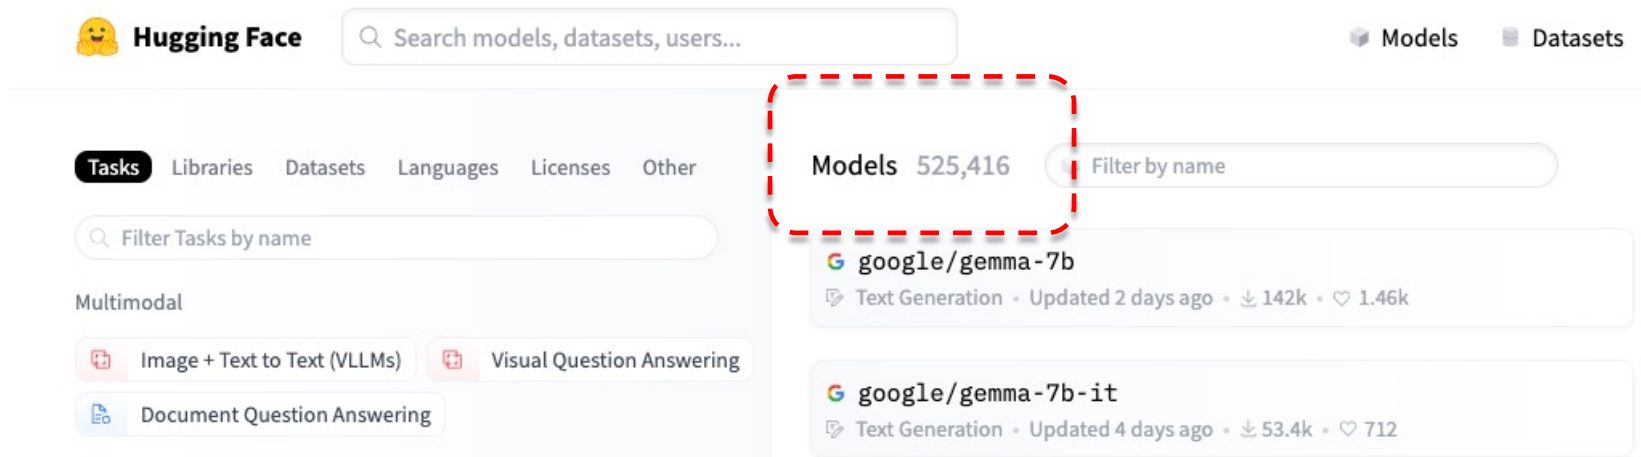 Hugging Face
Search models, datasets, users...
Models
Datasets
Tasks
Libraries
Datasets
Languages
Licenses
Other
Filter Tasks by name
Multimodal
Image + Text to Text (VLLMs)
Visual Question Answering
Document Question Answering
Models 525,416
Filter by name
google/gemma-7b
Text Generation • Updated 2 days ago • 142k • 1.46k
google/gemma-7b-it
Text Generation • Updated 4 days ago • 53.4k • 712